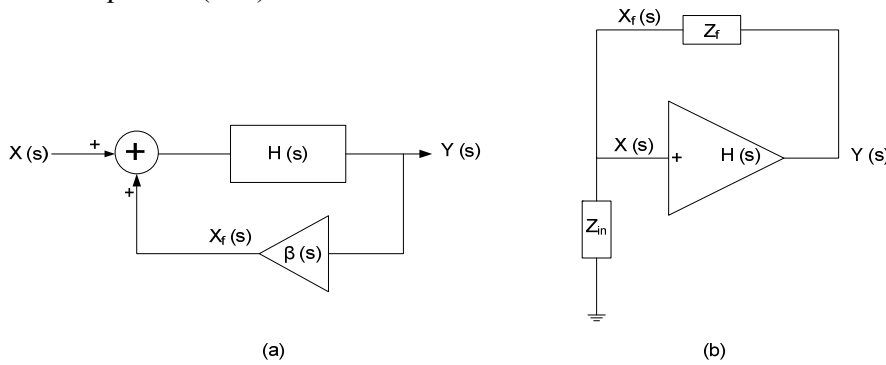 X (s)
+
+
+
H (s)
Y (s)
X_f (s)
β (s)
(a)
X_f (s)
Z_f
X (s)
+
H (s)
Y (s)
Z_in
(b)